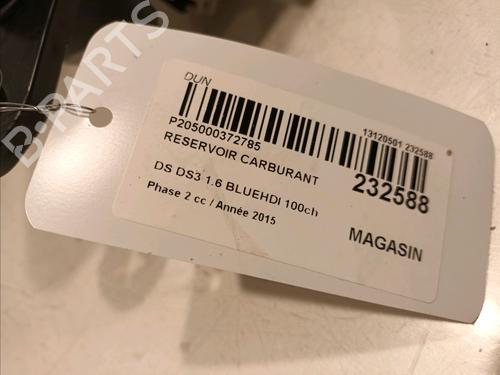 B-PARTS
DUN
P205000372785
13120501 232588
RESERVOIR CARBURANT
232588
DS DS3 1.6 BLUEHDI 100ch
Phase 2 cc / Année 2015
MAGASIN